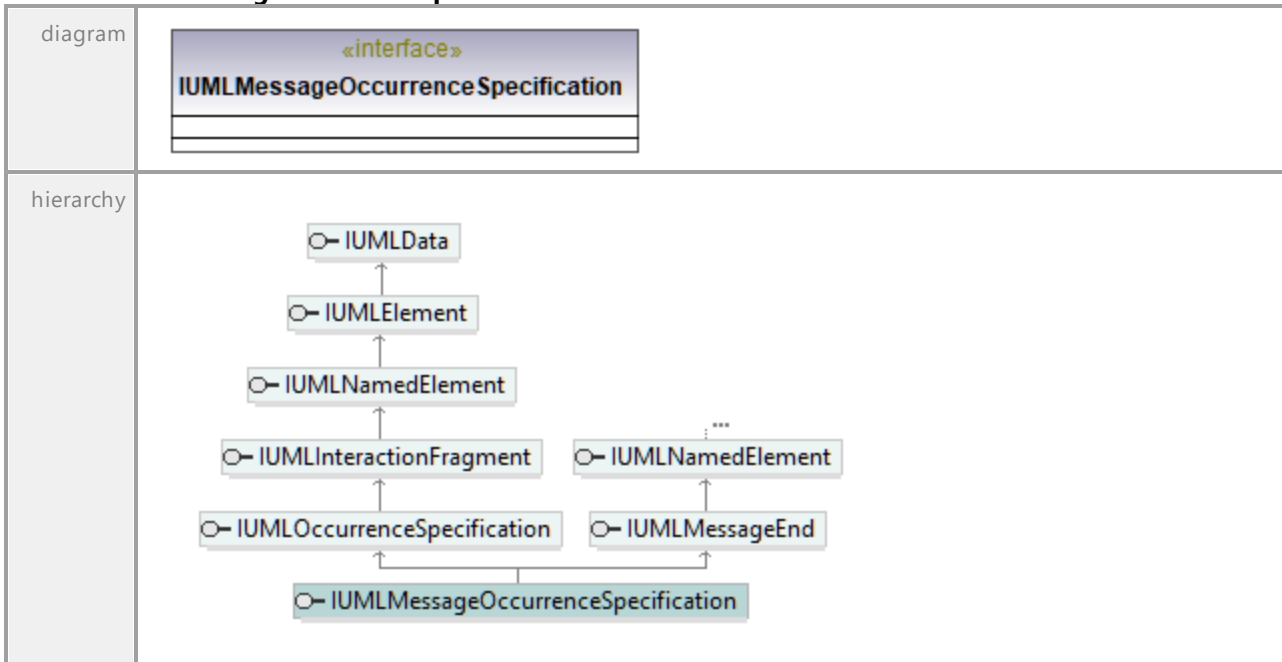 diagram
«interface»
IUMLMessageOccurrenceSpecification
hierarchy
IUMLData
IUMLElement
IUMLNamedElement
...
IUMLInteractionFragment
IUMLNamedElement
IUMLOccurrenceSpecification
IUMLMessageEnd
IUMLMessageOccurrenceSpecification